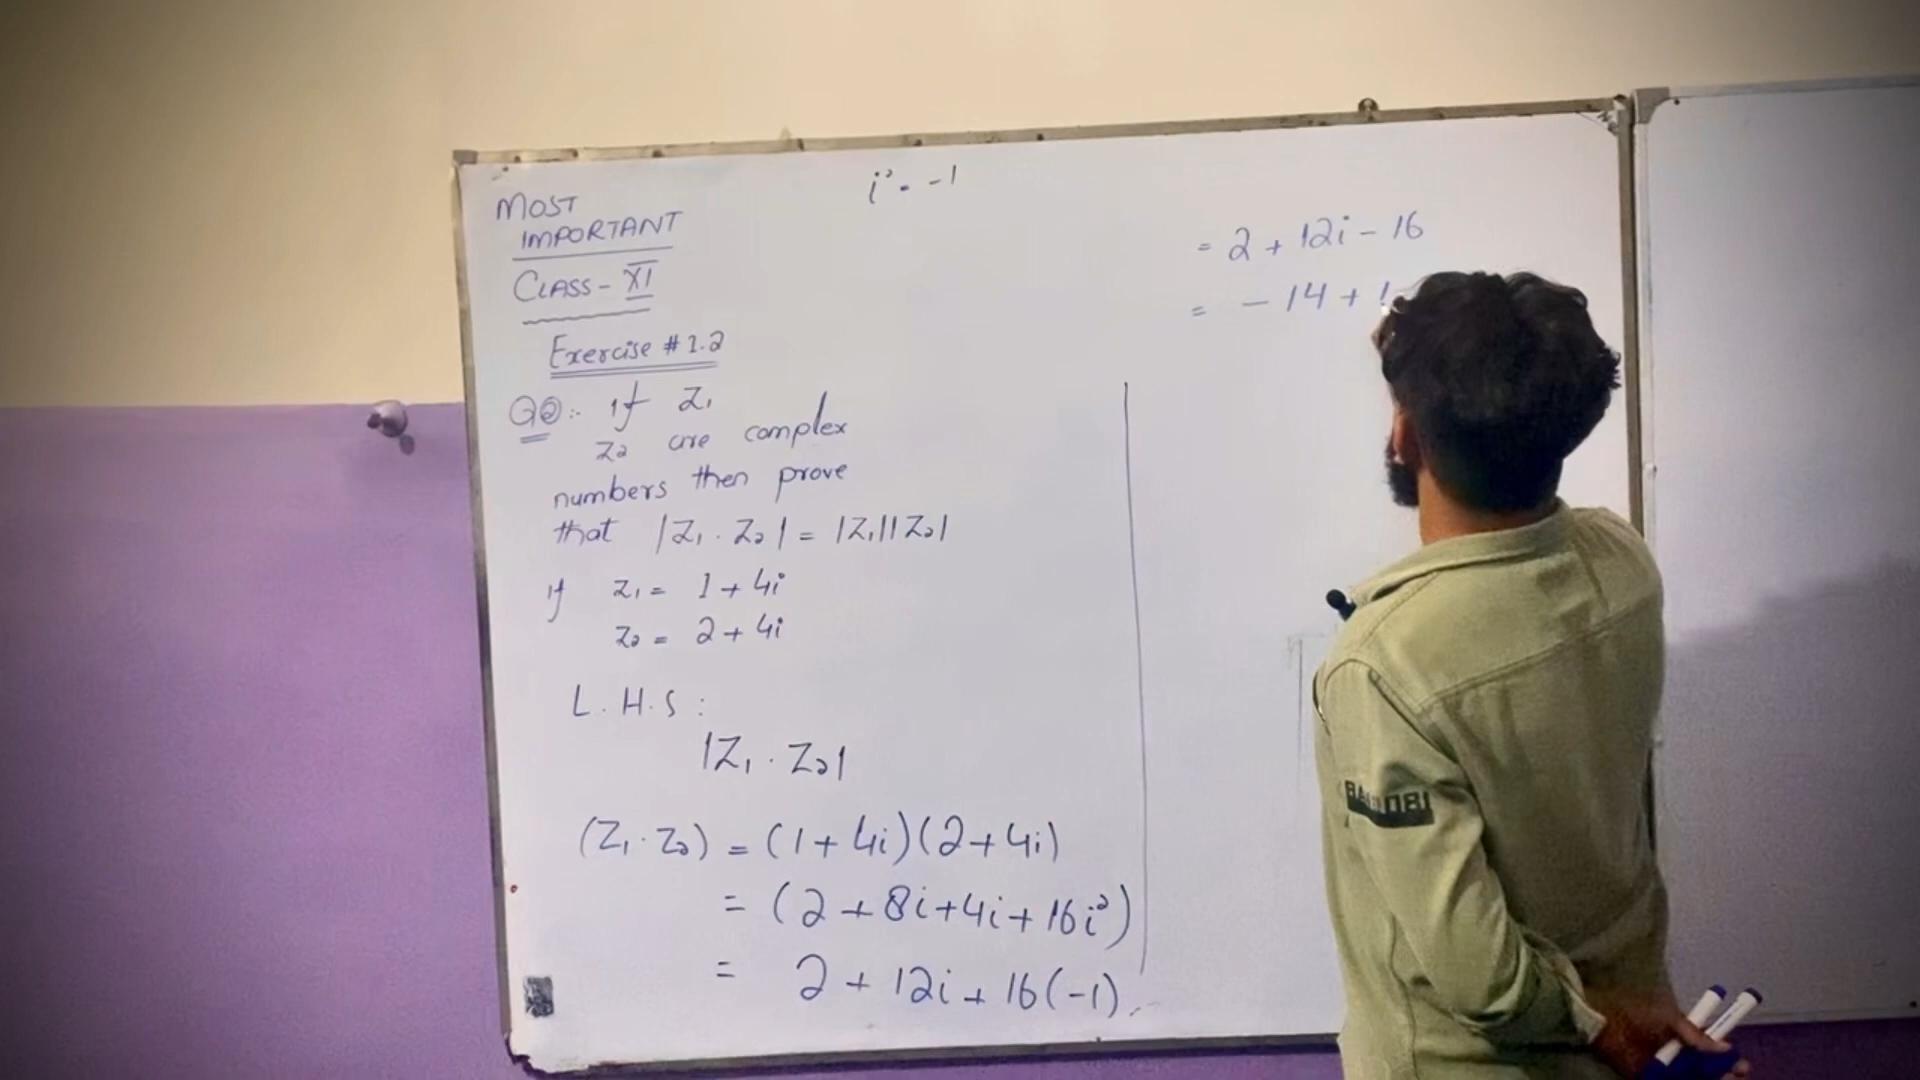 i² = -1
MOST
IMPORTANT
CLASS - XI
Exercise # 1.2
Q2:- if Z₁
Z₂ are complex
numbers then prove
that |Z₁ . Z₂| = |Z₁||Z₂|
if Z₁ = 1 + 4i
Z₂ = 2 + 4i
L.H.S :
|Z₁ . Z₂|
(Z₁ . Z₂) = (1 + 4i)(2 + 4i)
= (2 + 8i + 4i + 16i²)
= 2 + 12i + 16(-1)
= 2 + 12i - 16
= - 14 +